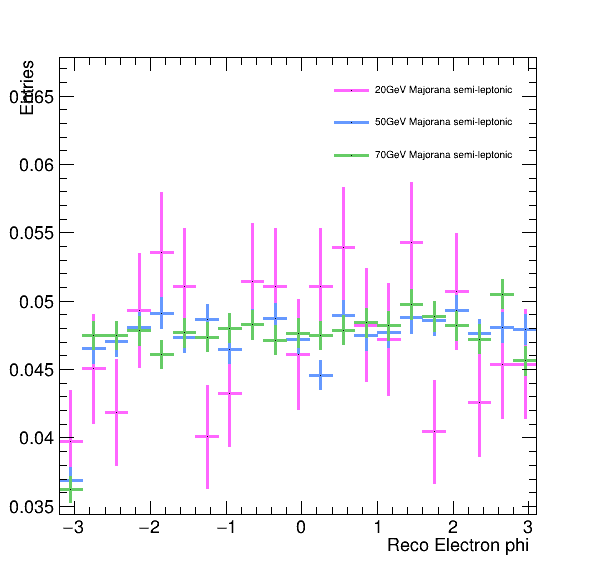 Entries
0.065
20GeV Majorana semi-leptonic
50GeV Majorana semi-leptonic
70GeV Majorana semi-leptonic
0.06
0.055
0.05
0.045
0.04
0.035
−3 −2 −1 0 1 2 3
Reco Electron phi